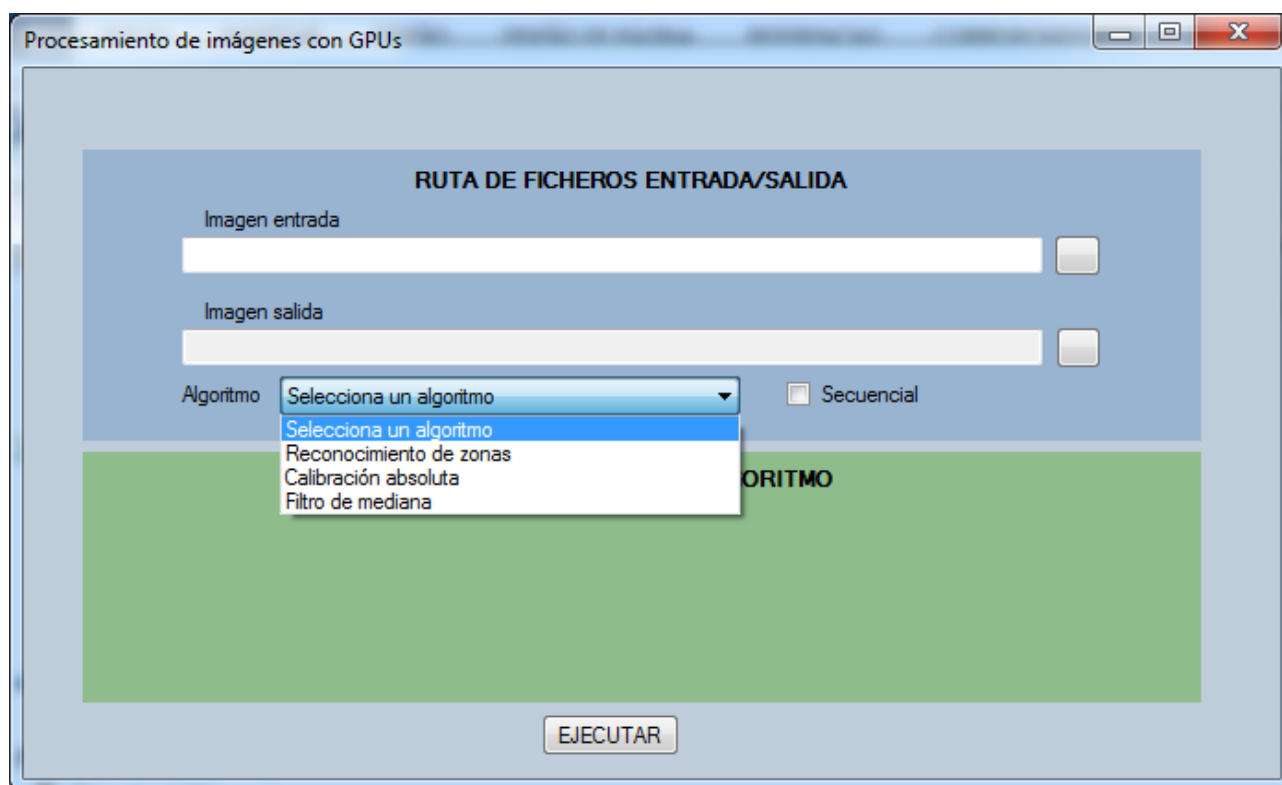 Procesamiento de imágenes con GPUs
RUTA DE FICHEROS ENTRADA/SALIDA
Imagen entrada
Imagen salida
Algoritmo Selecciona un algoritmo Secuencial
Selecciona un algoritmo
Reconocimiento de zonas
Calibración absoluta
ORITMO
Filtro de mediana
EJECUTAR